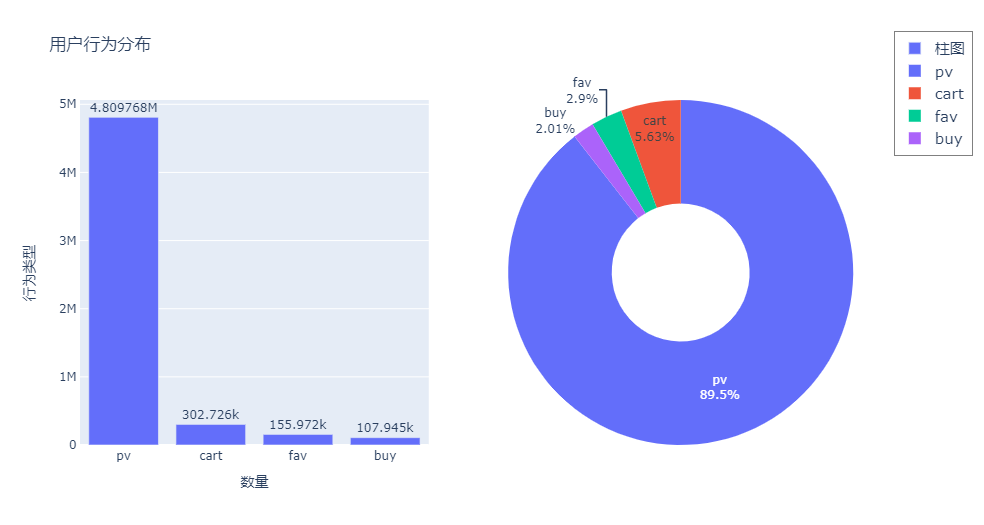 用户行为分布
5M
4M
3M
2M
1M
0
行为类型
4.809768M
302.726k
155.972k
107.945k
pv
cart
fav
buy
数量
fav
2.9%
buy
2.01%
cart
5.63%
pv
89.5%
柱图
pv
cart
fav
buy